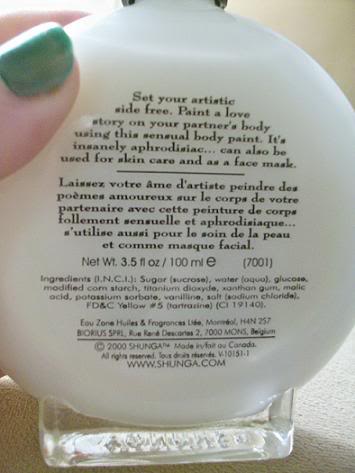 Set your artistic
side free. Paint a love
story on your partner's body
using this sensual body paint. It's
insanely aphrodisiac... can also be
used for skin care and as a face mask.
Laissez votre âme d'artiste peindre des
poèmes amoureux sur le corps de votre
partenaire avec cette peinture de corps
follement sensuelle et aphrodisiaque...
s'utilise aussi pour le soin de la peau
et comme masque facial.
Net Wt. 3.5 fl oz / 100 ml e (7001)
Ingredients (I.N.C.I.): Sugar (sucrose), water (aqua), glucose,
modified corn starch, titanium dioxyde, xanthan gum, malic
acid, potassium sorbate, vanilline, salt (sodium chloride),
FD&C Yellow #5 (tartrazine) (CI 19140).
Eau Zone Huiles & Fragrances Ltée, Montréal, H4N 2S7
BIORIUS SPRL, Rue René Descartes 2, 7000 MONS, Belgium
© 2000 SHUNGA™ Made in/fait au Canada.
All rights reserved. Tous droits réservés. V-10151-1
WWW.SHUNGA.COM